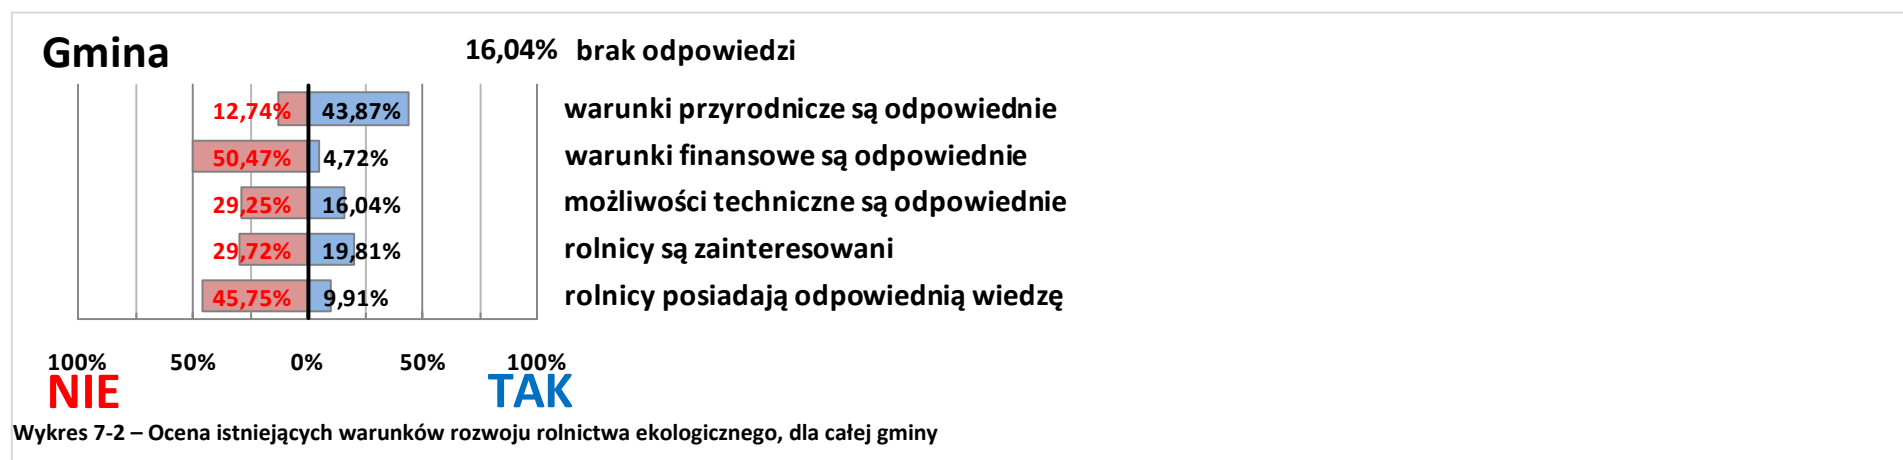 Gmina 16,04% brak odpowiedzi
12,74% 43,87% warunki przyrodnicze są odpowiednie
50,47% 4,72% warunki finansowe są odpowiednie
29,25% 16,04% możliwości techniczne są odpowiednie
29,72% 19,81% rolnicy są zainteresowani
45,75% 9,91% rolnicy posiadają odpowiednią wiedzę
100% 50% 0% 50% 100%
NIE TAK
Wykres 7-2 – Ocena istniejących warunków rozwoju rolnictwa ekologicznego, dla całej gminy